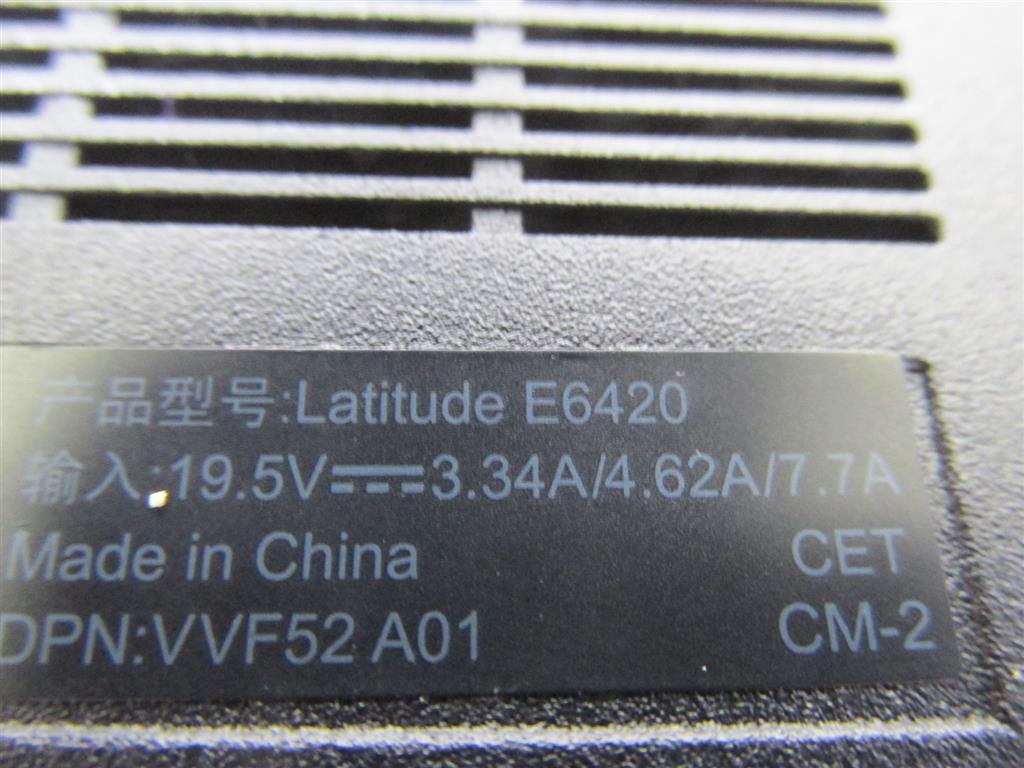 产品型号:Latitude E6420
输入:19.5V⎓3.34A/4.62A/7.7A
Made in China CET
DPN:VVF52 A01 CM-2